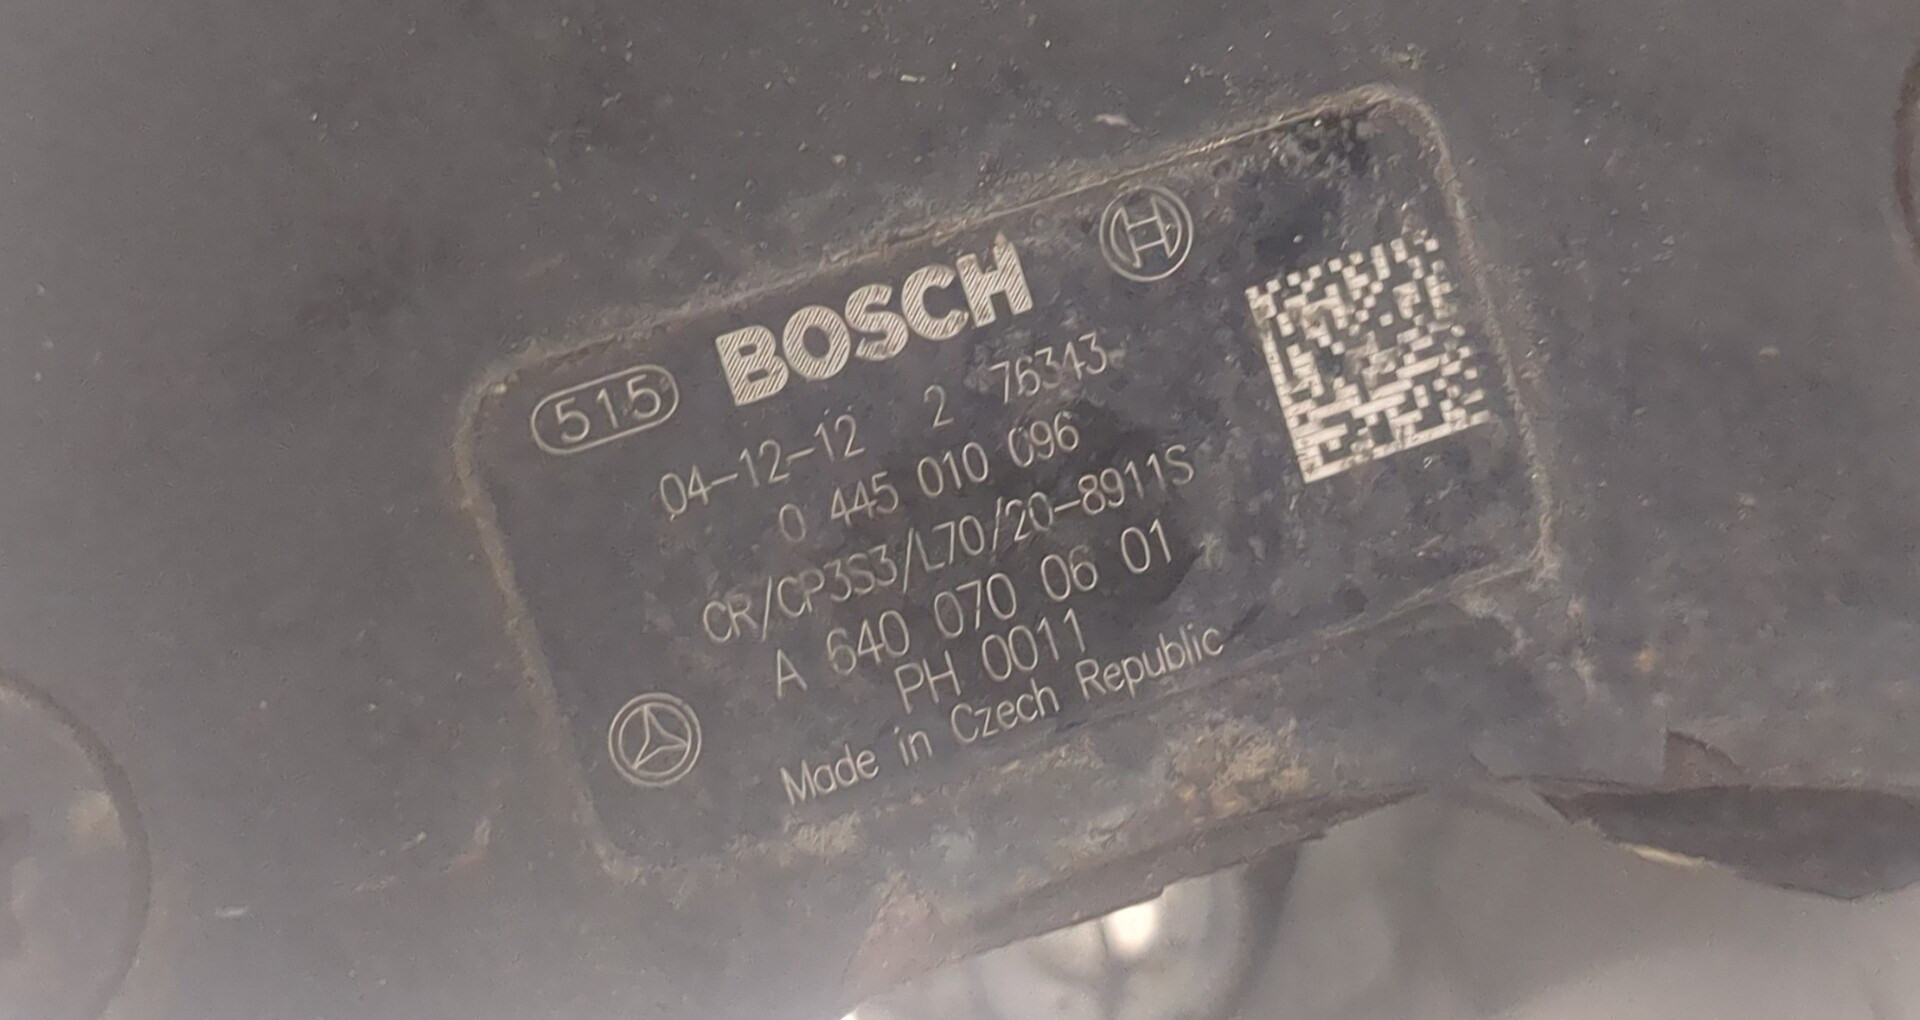 515 BOSCH
04-12-12 2 76343
0 445 010 096
CR/CP3S3/L70/20-8911S
A 640 070 06 01
PH 0011
Made in Czech Republic